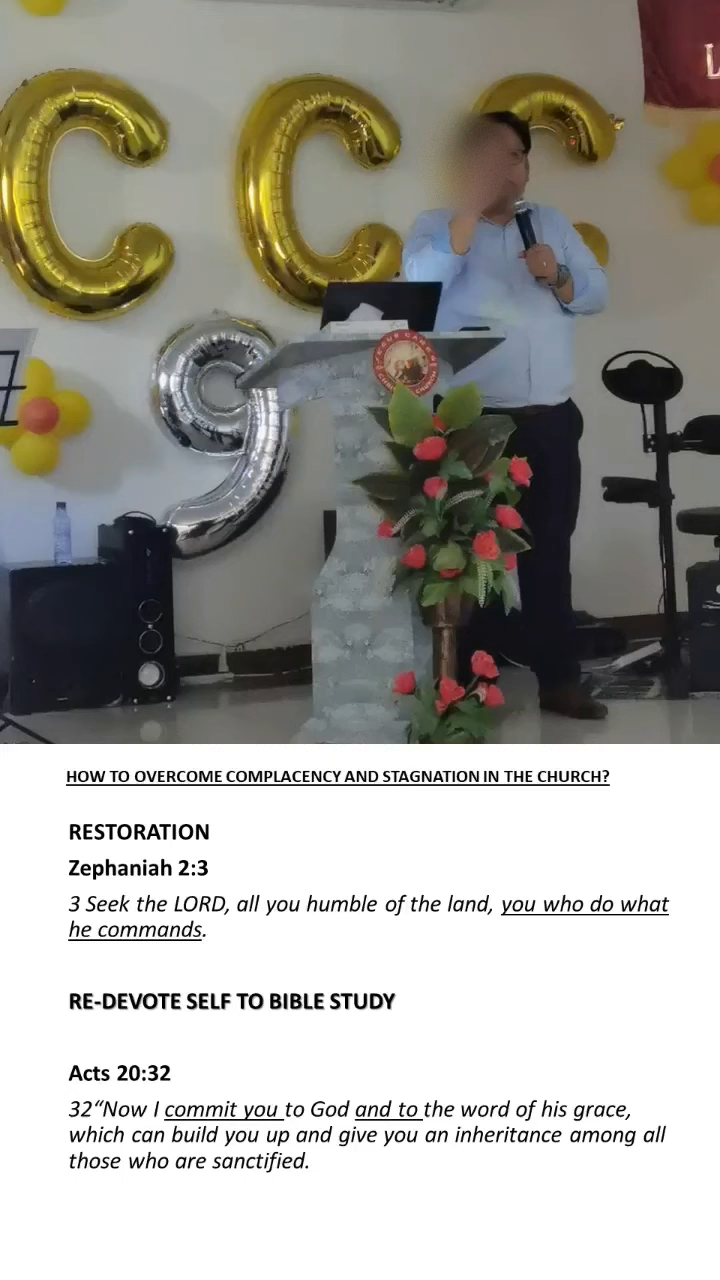 L
C C C
9
HOW TO OVERCOME COMPLACENCY AND STAGNATION IN THE CHURCH?
RESTORATION
Zephaniah 2:3
3 Seek the LORD, all you humble of the land, you who do what
he commands.
RE-DEVOTE SELF TO BIBLE STUDY
Acts 20:32
32“Now I commit you to God and to the word of his grace,
which can build you up and give you an inheritance among all
those who are sanctified.